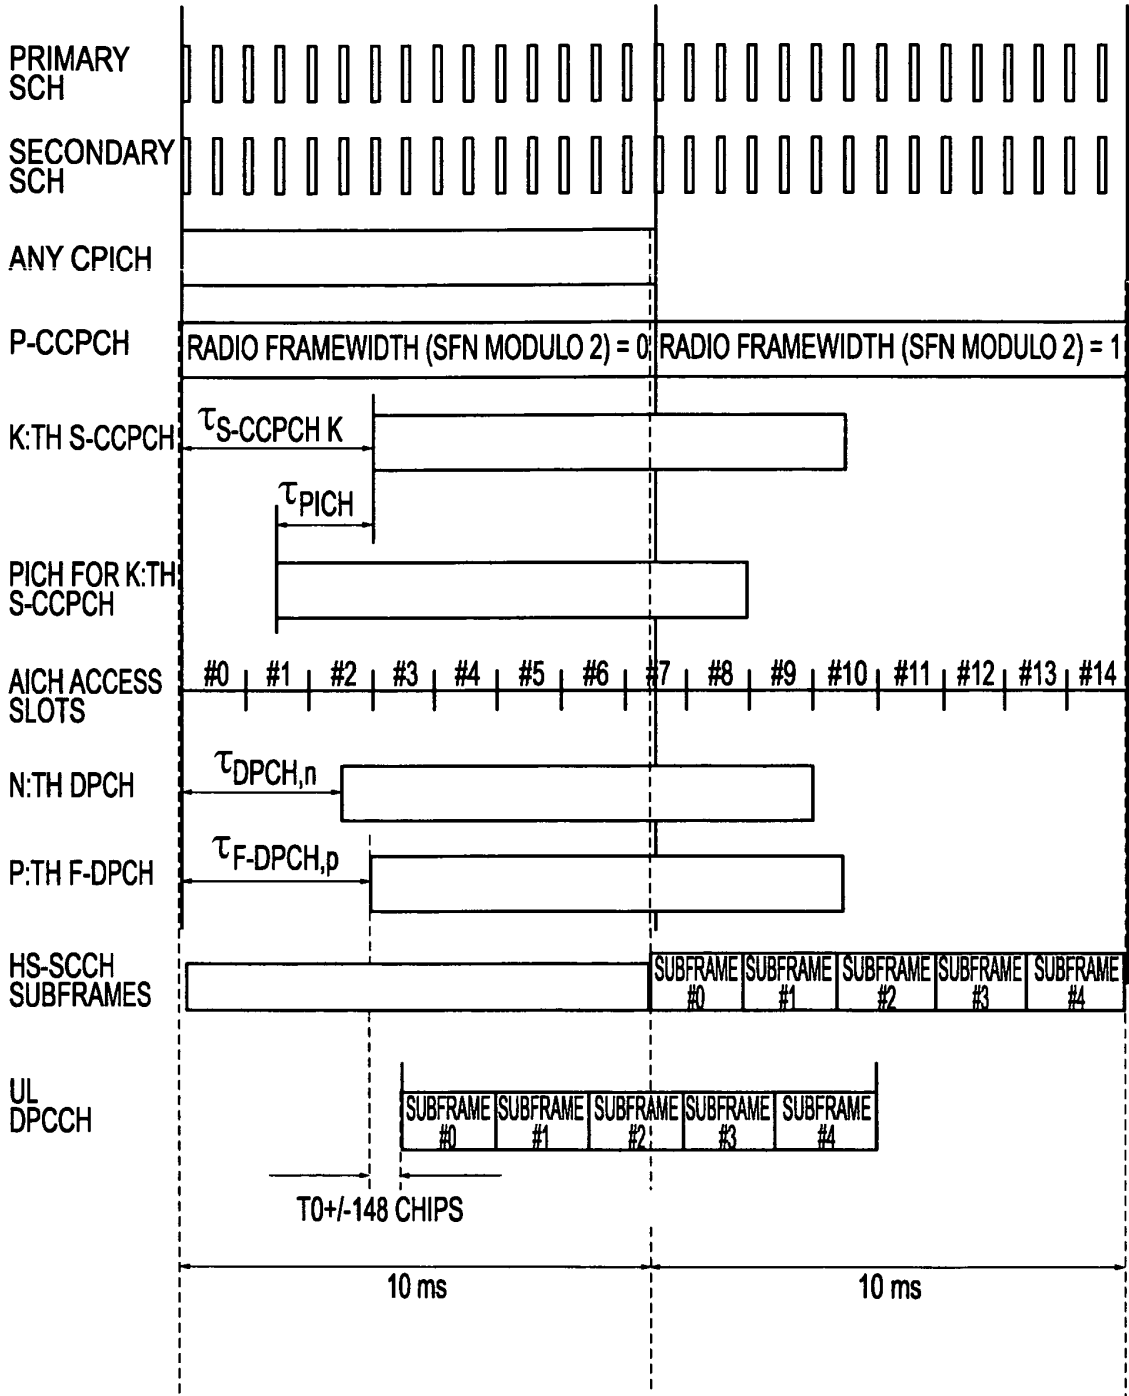 PRIMARY
SCH
SECONDARY
SCH
ANY CPICH
P-CCPCH
RADIO FRAMEWIDTH (SFN MODULO 2) = 0
RADIO FRAMEWIDTH (SFN MODULO 2) = 1
K:TH S-CCPCH
τS-CCPCH K
τPICH
PICH FOR K:TH
S-CCPCH
AICH ACCESS
SLOTS
#0 #1 #2 #3 #4 #5 #6 #7 #8 #9 #10 #11 #12 #13 #14
N:TH DPCH
τDPCH,n
P:TH F-DPCH
τF-DPCH,p
HS-SCCH
SUBFRAMES
SUBFRAME
#0
SUBFRAME
#1
SUBFRAME
#2
SUBFRAME
#3
SUBFRAME
#4
UL
DPCCH
SUBFRAME
#0
SUBFRAME
#1
SUBFRAME
#2
SUBFRAME
#3
SUBFRAME
#4
T0+/-148 CHIPS
10 ms
10 ms